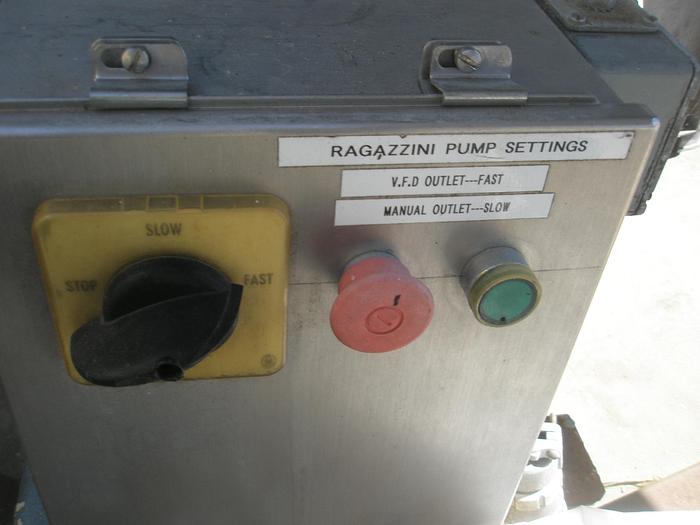 RAGAZZINI PUMP SETTINGS
V.F.D OUTLET---FAST
MANUAL OUTLET---SLOW
SLOW
STOP
FAST